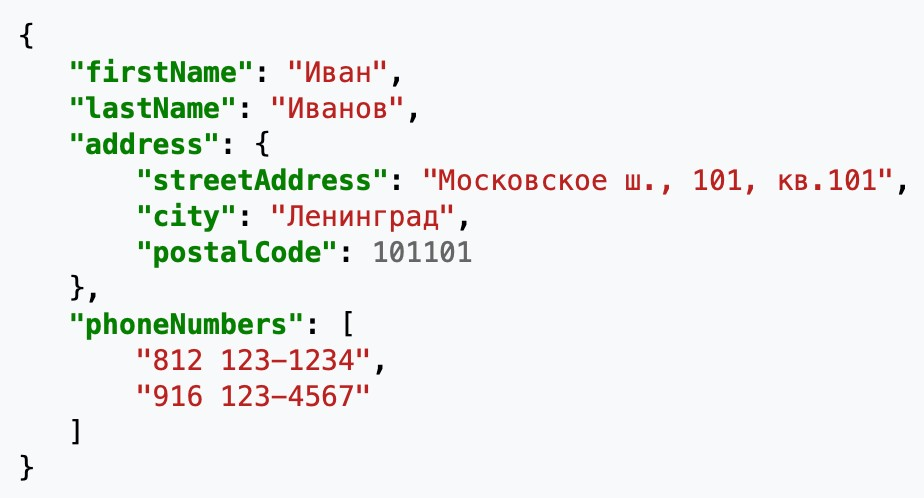 {
   "firstName": "Иван",
   "lastName": "Иванов",
   "address": {
       "streetAddress": "Московское ш., 101, кв.101",
       "city": "Ленинград",
       "postalCode": 101101
   },
   "phoneNumbers": [
       "812 123-1234",
       "916 123-4567"
   ]
}